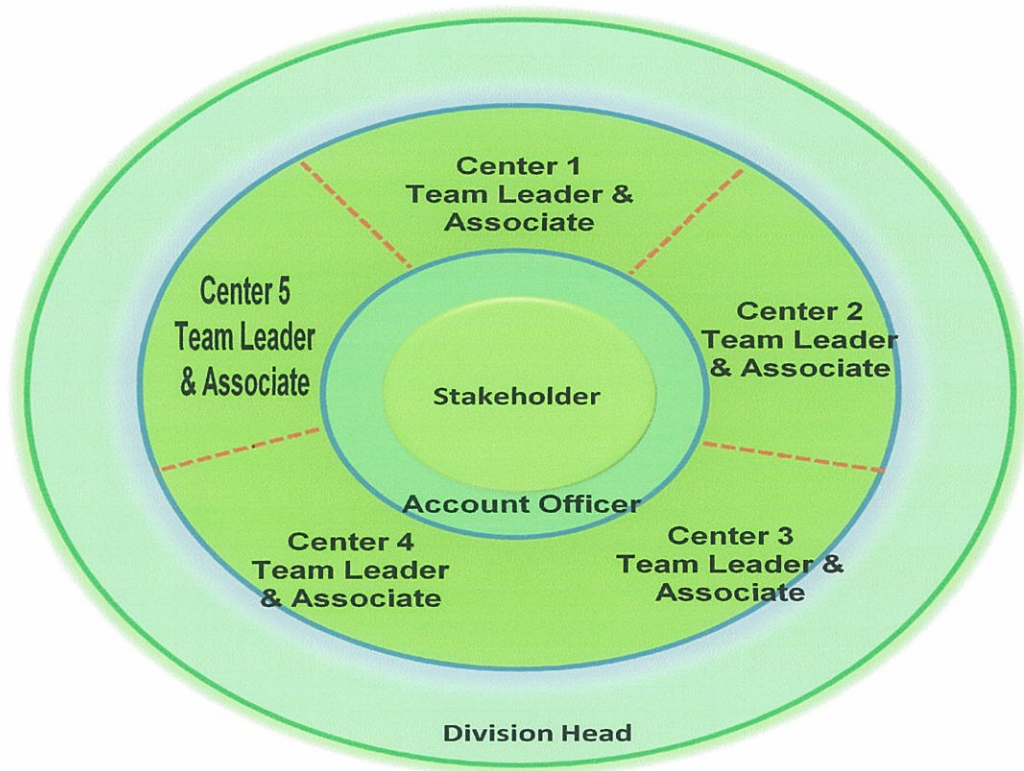 Center 1
Team Leader &
Associate
Center 5
Team Leader
& Associate
Center 2
Team Leader
& Associate
Stakeholder
Account Officer
Center 4
Team Leader
& Associate
Center 3
Team Leader &
Associate
Division Head